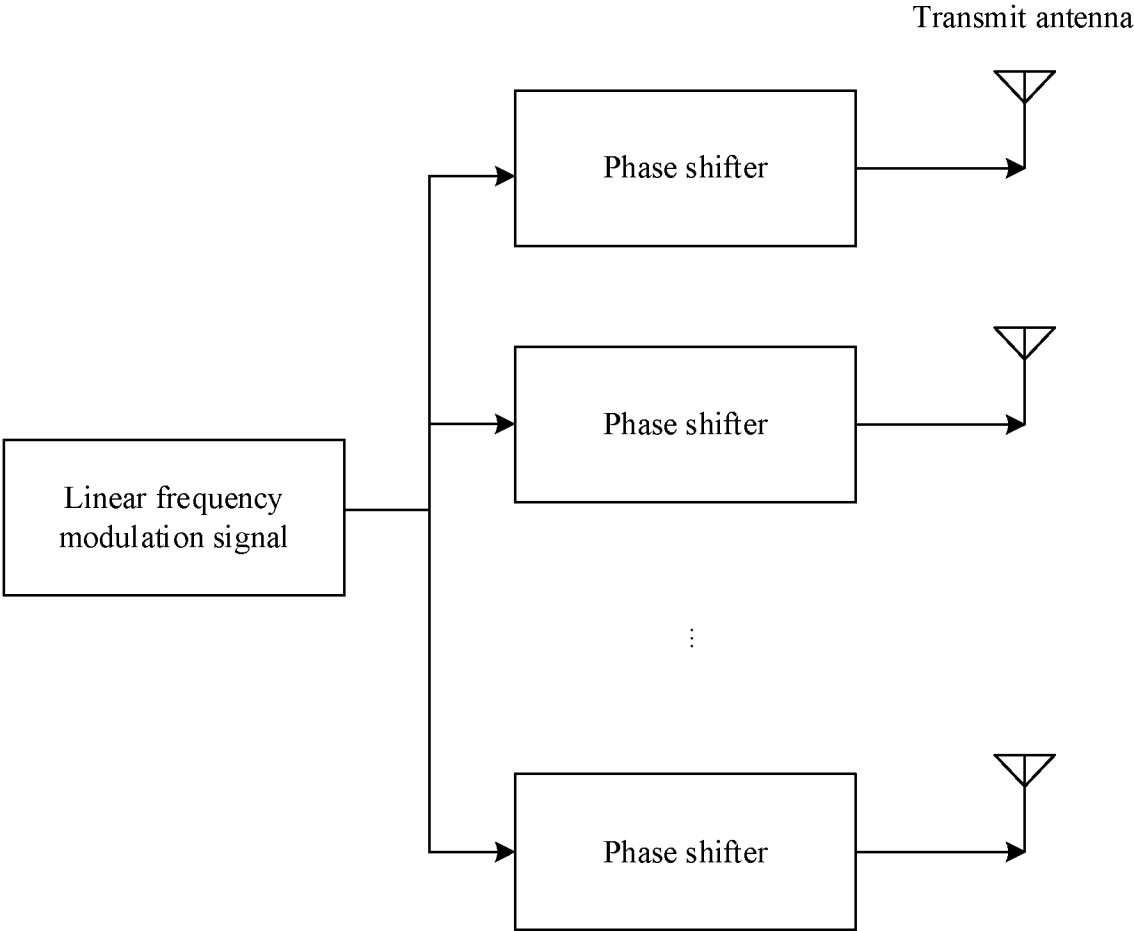 Transmit antenna
Phase shifter
Phase shifter
Linear frequency
modulation signal
⋮
Phase shifter